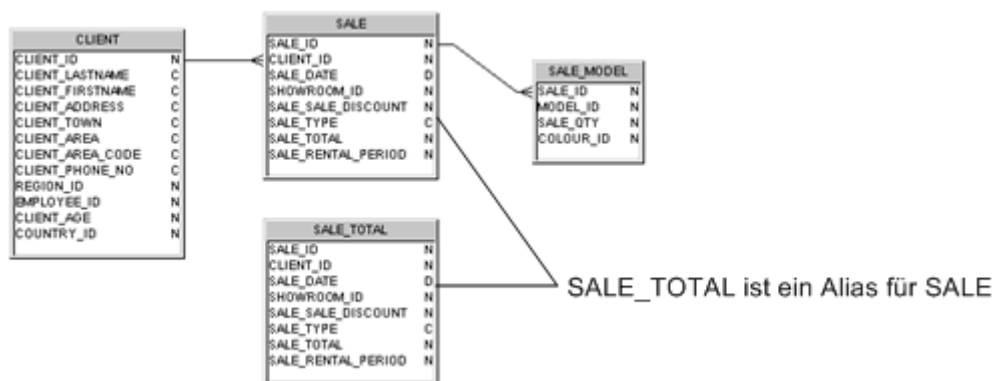 CLIENT
CLIENT_ID N
CLIENT_LASTNAME C
CLIENT_FIRSTNAME C
CLIENT_ADDRESS C
CLIENT_TOWN C
CLIENT_AREA C
CLIENT_AREA_CODE C
CLIENT_PHONE_NO C
REGION_ID N
EMPLOYEE_ID N
CLIENT_AGE N
COUNTRY_ID N
SALE
SALE_ID N
CLIENT_ID N
SALE_DATE D
SHOWROOM_ID N
SALE_SALE_DISCOUNT N
SALE_TYPE C
SALE_TOTAL N
SALE_RENTAL_PERIOD N
SALE_MODEL
SALE_ID N
MODEL_ID N
SALE_QTY N
COLOUR_ID N
SALE_TOTAL
SALE_ID N
CLIENT_ID N
SALE_DATE D
SHOWROOM_ID N
SALE_SALE_DISCOUNT N
SALE_TYPE C
SALE_TOTAL N
SALE_RENTAL_PERIOD N
SALE_TOTAL ist ein Alias für SALE